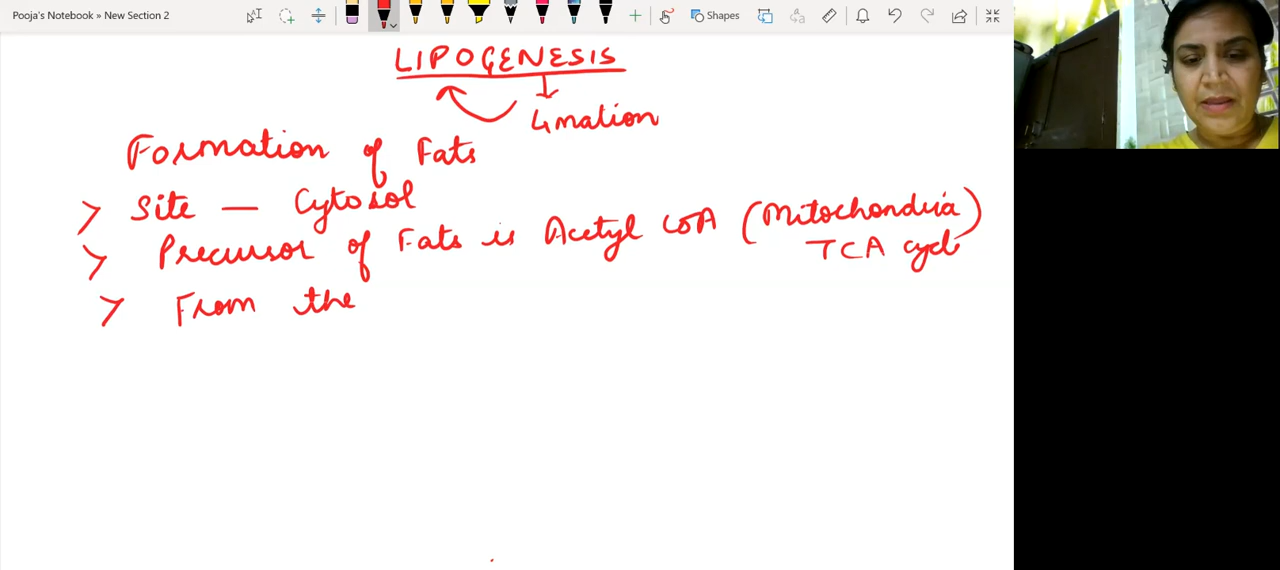 Pooja's Notebook » New Section 2
Shapes
LIPOGENESIS
4mation
Formation of Fats
> Site — Cytosol
> Precursor of Fats is Acetyl COA (Mitochondria)
TCA cycle
> From the